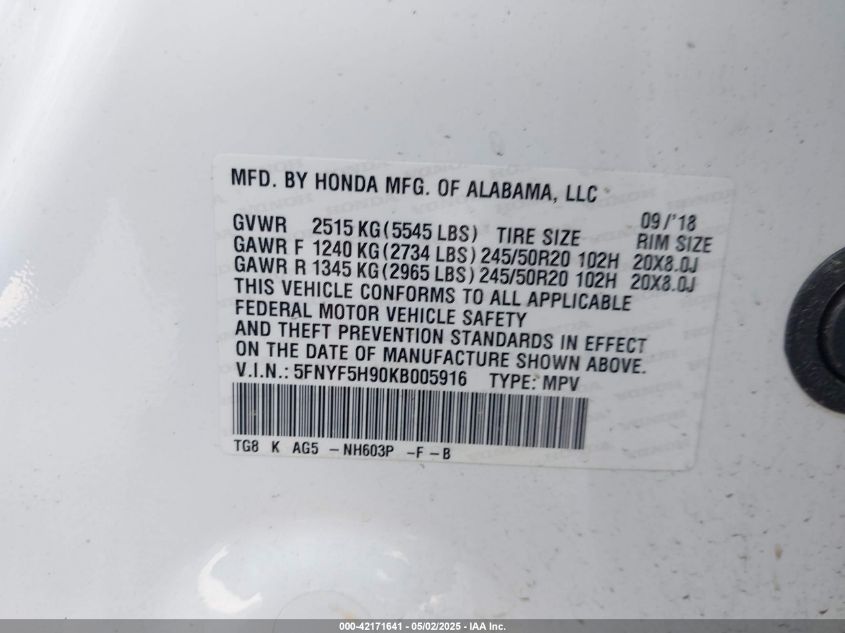 MFD. BY HONDA MFG. OF ALABAMA, LLC
09/'18
GVWR 2515 KG(5545 LBS) TIRE SIZE RIM SIZE
GAWR F 1240 KG(2734 LBS) 245/50R20 102H 20X8.0J
GAWR R 1345 KG(2965 LBS) 245/50R20 102H 20X8.0J
THIS VEHICLE CONFORMS TO ALL APPLICABLE
FEDERAL MOTOR VEHICLE SAFETY
AND THEFT PREVENTION STANDARDS IN EFFECT
ON THE DATE OF MANUFACTURE SHOWN ABOVE.
V.I.N.: 5FNYF5H90KB005916 TYPE: MPV
TG8 K AG5 -NH603P -F-B
000-42171641 - 05/02/2025 - IAA Inc.